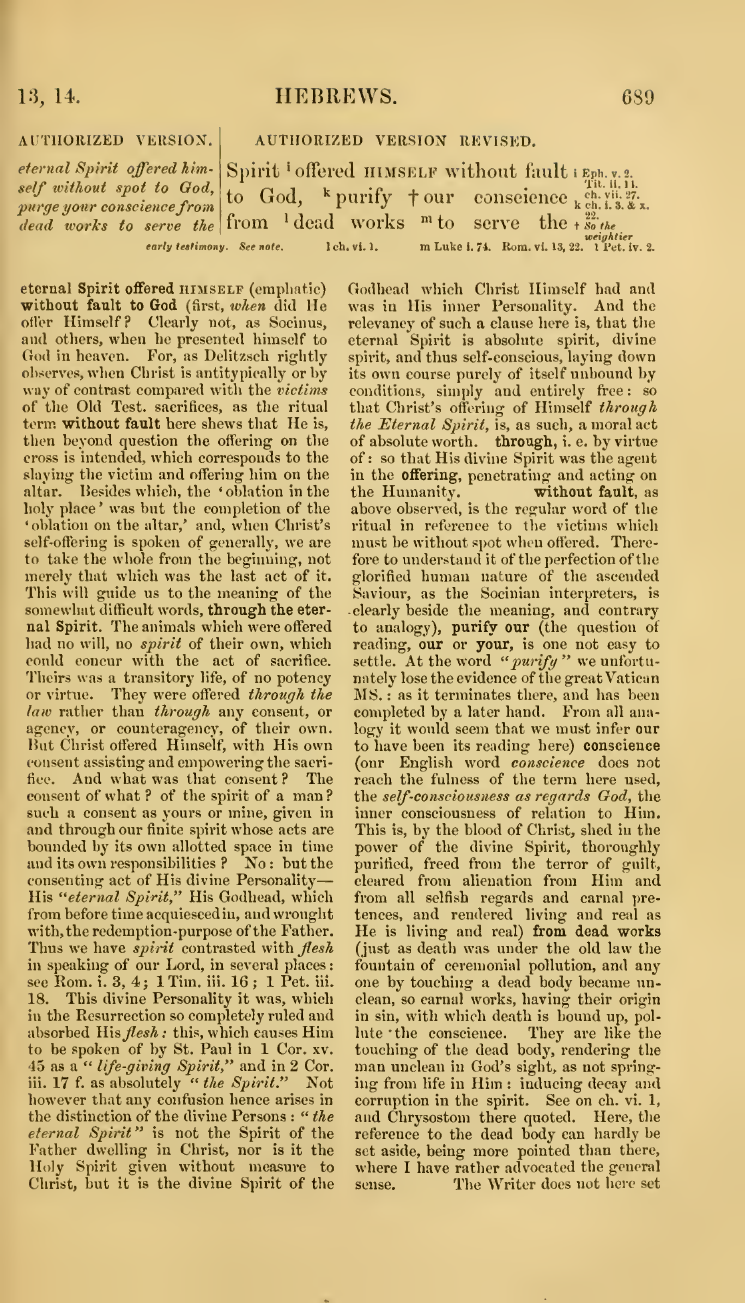 13, 14.
HEBREWS.
689
AUTHORIZED VERSION.
eternal Spirit offered him-
self without spot to God,
purge your conscience from
dead works to serve the
AUTHORIZED VERSION REVISED.
Spirit i offered HIMSELF without fault
to God, k purify † our conscience
from l dead works m to serve the
i Eph. v. 2.
Tit. ii. 14.
ch. vii. 27.
k ch. i. 3. & x.
22.
† So the
weightier
early testimony. See note.
l ch. vi. 1.
m Luke i. 74. Rom. vi. 13, 22. 1 Pet. iv. 2.
eternal Spirit offered HIMSELF (emphatic)
without fault to God (first, when did He
offer Himself? Clearly not, as Socinus,
and others, when he presented himself to
God in heaven. For, as Delitzsch rightly
observes, when Christ is antitypically or by
way of contrast compared with the victims
of the Old Test. sacrifices, as the ritual
term without fault here shews that He is,
then beyond question the offering on the
cross is intended, which corresponds to the
slaying the victim and offering him on the
altar. Besides which, the ‘oblation in the
holy place’ was but the completion of the
‘oblation on the altar,’ and, when Christ's
self-offering is spoken of generally, we are
to take the whole from the beginning, not
merely that which was the last act of it.
This will guide us to the meaning of the
somewhat difficult words, through the eter-
nal Spirit. The animals which were offered
had no will, no spirit of their own, which
could concur with the act of sacrifice.
Theirs was a transitory life, of no potency
or virtue. They were offered through the
law rather than through any consent, or
agency, or counteragency, of their own.
But Christ offered Himself, with His own
consent assisting and empowering the sacri-
fice. And what was that consent? The
consent of what? of the spirit of a man?
such a consent as yours or mine, given in
and through our finite spirit whose acts are
bounded by its own allotted space in time
and its own responsibilities? No: but the
consenting act of His divine Personality—
His “eternal Spirit,” His Godhead, which
from before time acquiesced in, and wrought
with, the redemption-purpose of the Father.
Thus we have spirit contrasted with flesh
in speaking of our Lord, in several places:
see Rom. i. 3, 4; 1 Tim. iii. 16; 1 Pet. iii.
18. This divine Personality it was, which
in the Resurrection so completely ruled and
absorbed His flesh: this, which causes Him
to be spoken of by St. Paul in 1 Cor. xv.
45 as a “life-giving Spirit,” and in 2 Cor.
iii. 17 f. as absolutely “the Spirit.” Not
however that any confusion hence arises in
the distinction of the divine Persons: “the
eternal Spirit” is not the Spirit of the
Father dwelling in Christ, nor is it the
Holy Spirit given without measure to
Christ, but it is the divine Spirit of the
Godhead which Christ Himself had and
was in His inner Personality. And the
relevancy of such a clause here is, that the
eternal Spirit is absolute spirit, divine
spirit, and thus self-conscious, laying down
its own course purely of itself unbound by
conditions, simply and entirely free: so
that Christ's offering of Himself through
the Eternal Spirit, is, as such, a moral act
of absolute worth. through, i. e. by virtue
of: so that His divine Spirit was the agent
in the offering, penetrating and acting on
the Humanity. without fault, as
above observed, is the regular word of the
ritual in reference to the victims which
must be without spot when offered. There-
fore to understand it of the perfection of the
glorified human nature of the ascended
Saviour, as the Socinian interpreters, is
clearly beside the meaning, and contrary
to analogy), purify our (the question of
reading, our or your, is one not easy to
settle. At the word “purify” we unfortu-
nately lose the evidence of the great Vatican
MS.: as it terminates there, and has been
completed by a later hand. From all ana-
logy it would seem that we must infer our
to have been its reading here) conscience
(our English word conscience does not
reach the fulness of the term here used,
the self-consciousness as regards God, the
inner consciousness of relation to Him.
This is, by the blood of Christ, shed in the
power of the divine Spirit, thoroughly
purified, freed from the terror of guilt,
cleared from alienation from Him and
from all selfish regards and carnal pre-
tences, and rendered living and real as
He is living and real) from dead works
(just as death was under the old law the
fountain of ceremonial pollution, and any
one by touching a dead body became un-
clean, so carnal works, having their origin
in sin, with which death is bound up, pol-
lute the conscience. They are like the
touching of the dead body, rendering the
man unclean in God's sight, as not spring-
ing from life in Him: inducing decay and
corruption in the spirit. See on ch. vi. 1,
and Chrysostom there quoted. Here, the
reference to the dead body can hardly be
set aside, being more pointed than there,
where I have rather advocated the general
sense. The Writer does not here set